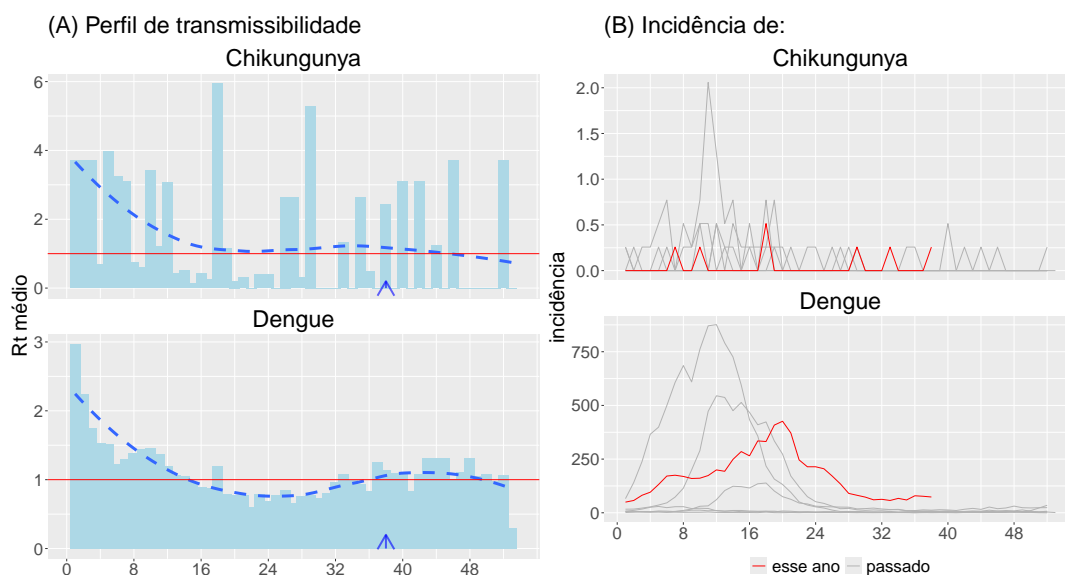 (A) Perfil de transmissibilidade
Chikungunya
6
4
2
0
Dengue
3
2
1
0
0 8 16 24 32 40 48
Rt médio
(B) Incidência de:
Chikungunya
2.0
1.5
1.0
0.5
0.0
Dengue
750
500
250
0
0 8 16 24 32 40 48
incidência
esse ano passado